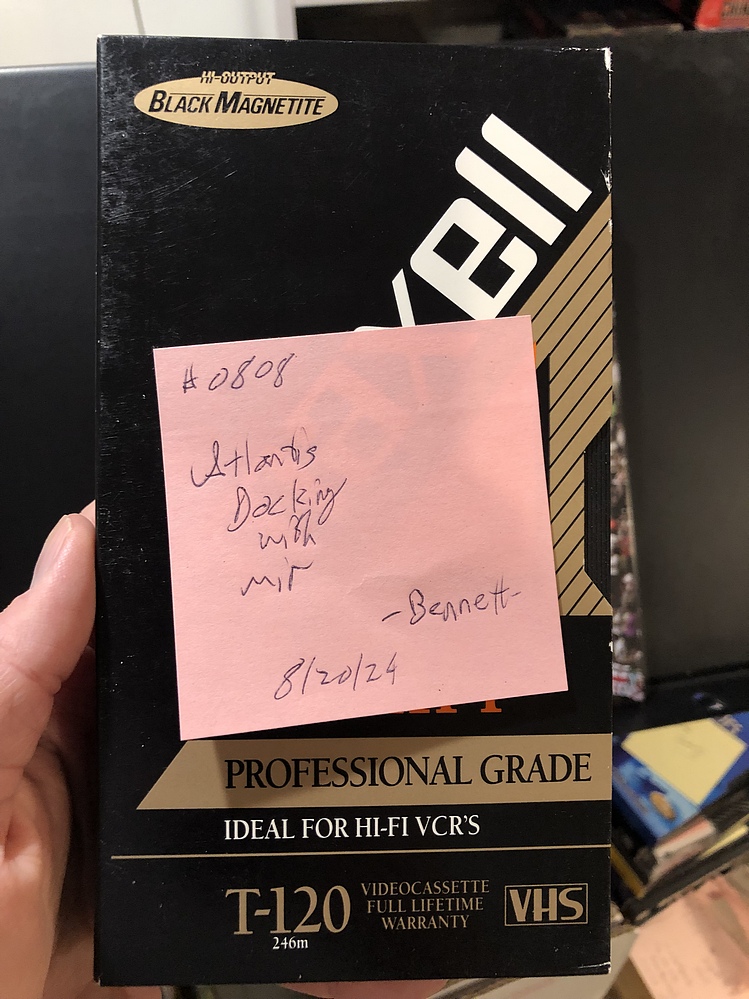 HI-OUTPUT
BLACK MAGNETITE
xell
#0808
Atlantis
Docking
with
mir
-Bennett-
8/20/24
PROFESSIONAL GRADE
IDEAL FOR HI-FI VCR'S
T-120
246m
VIDEOCASSETTE
FULL LIFETIME
WARRANTY
VHS